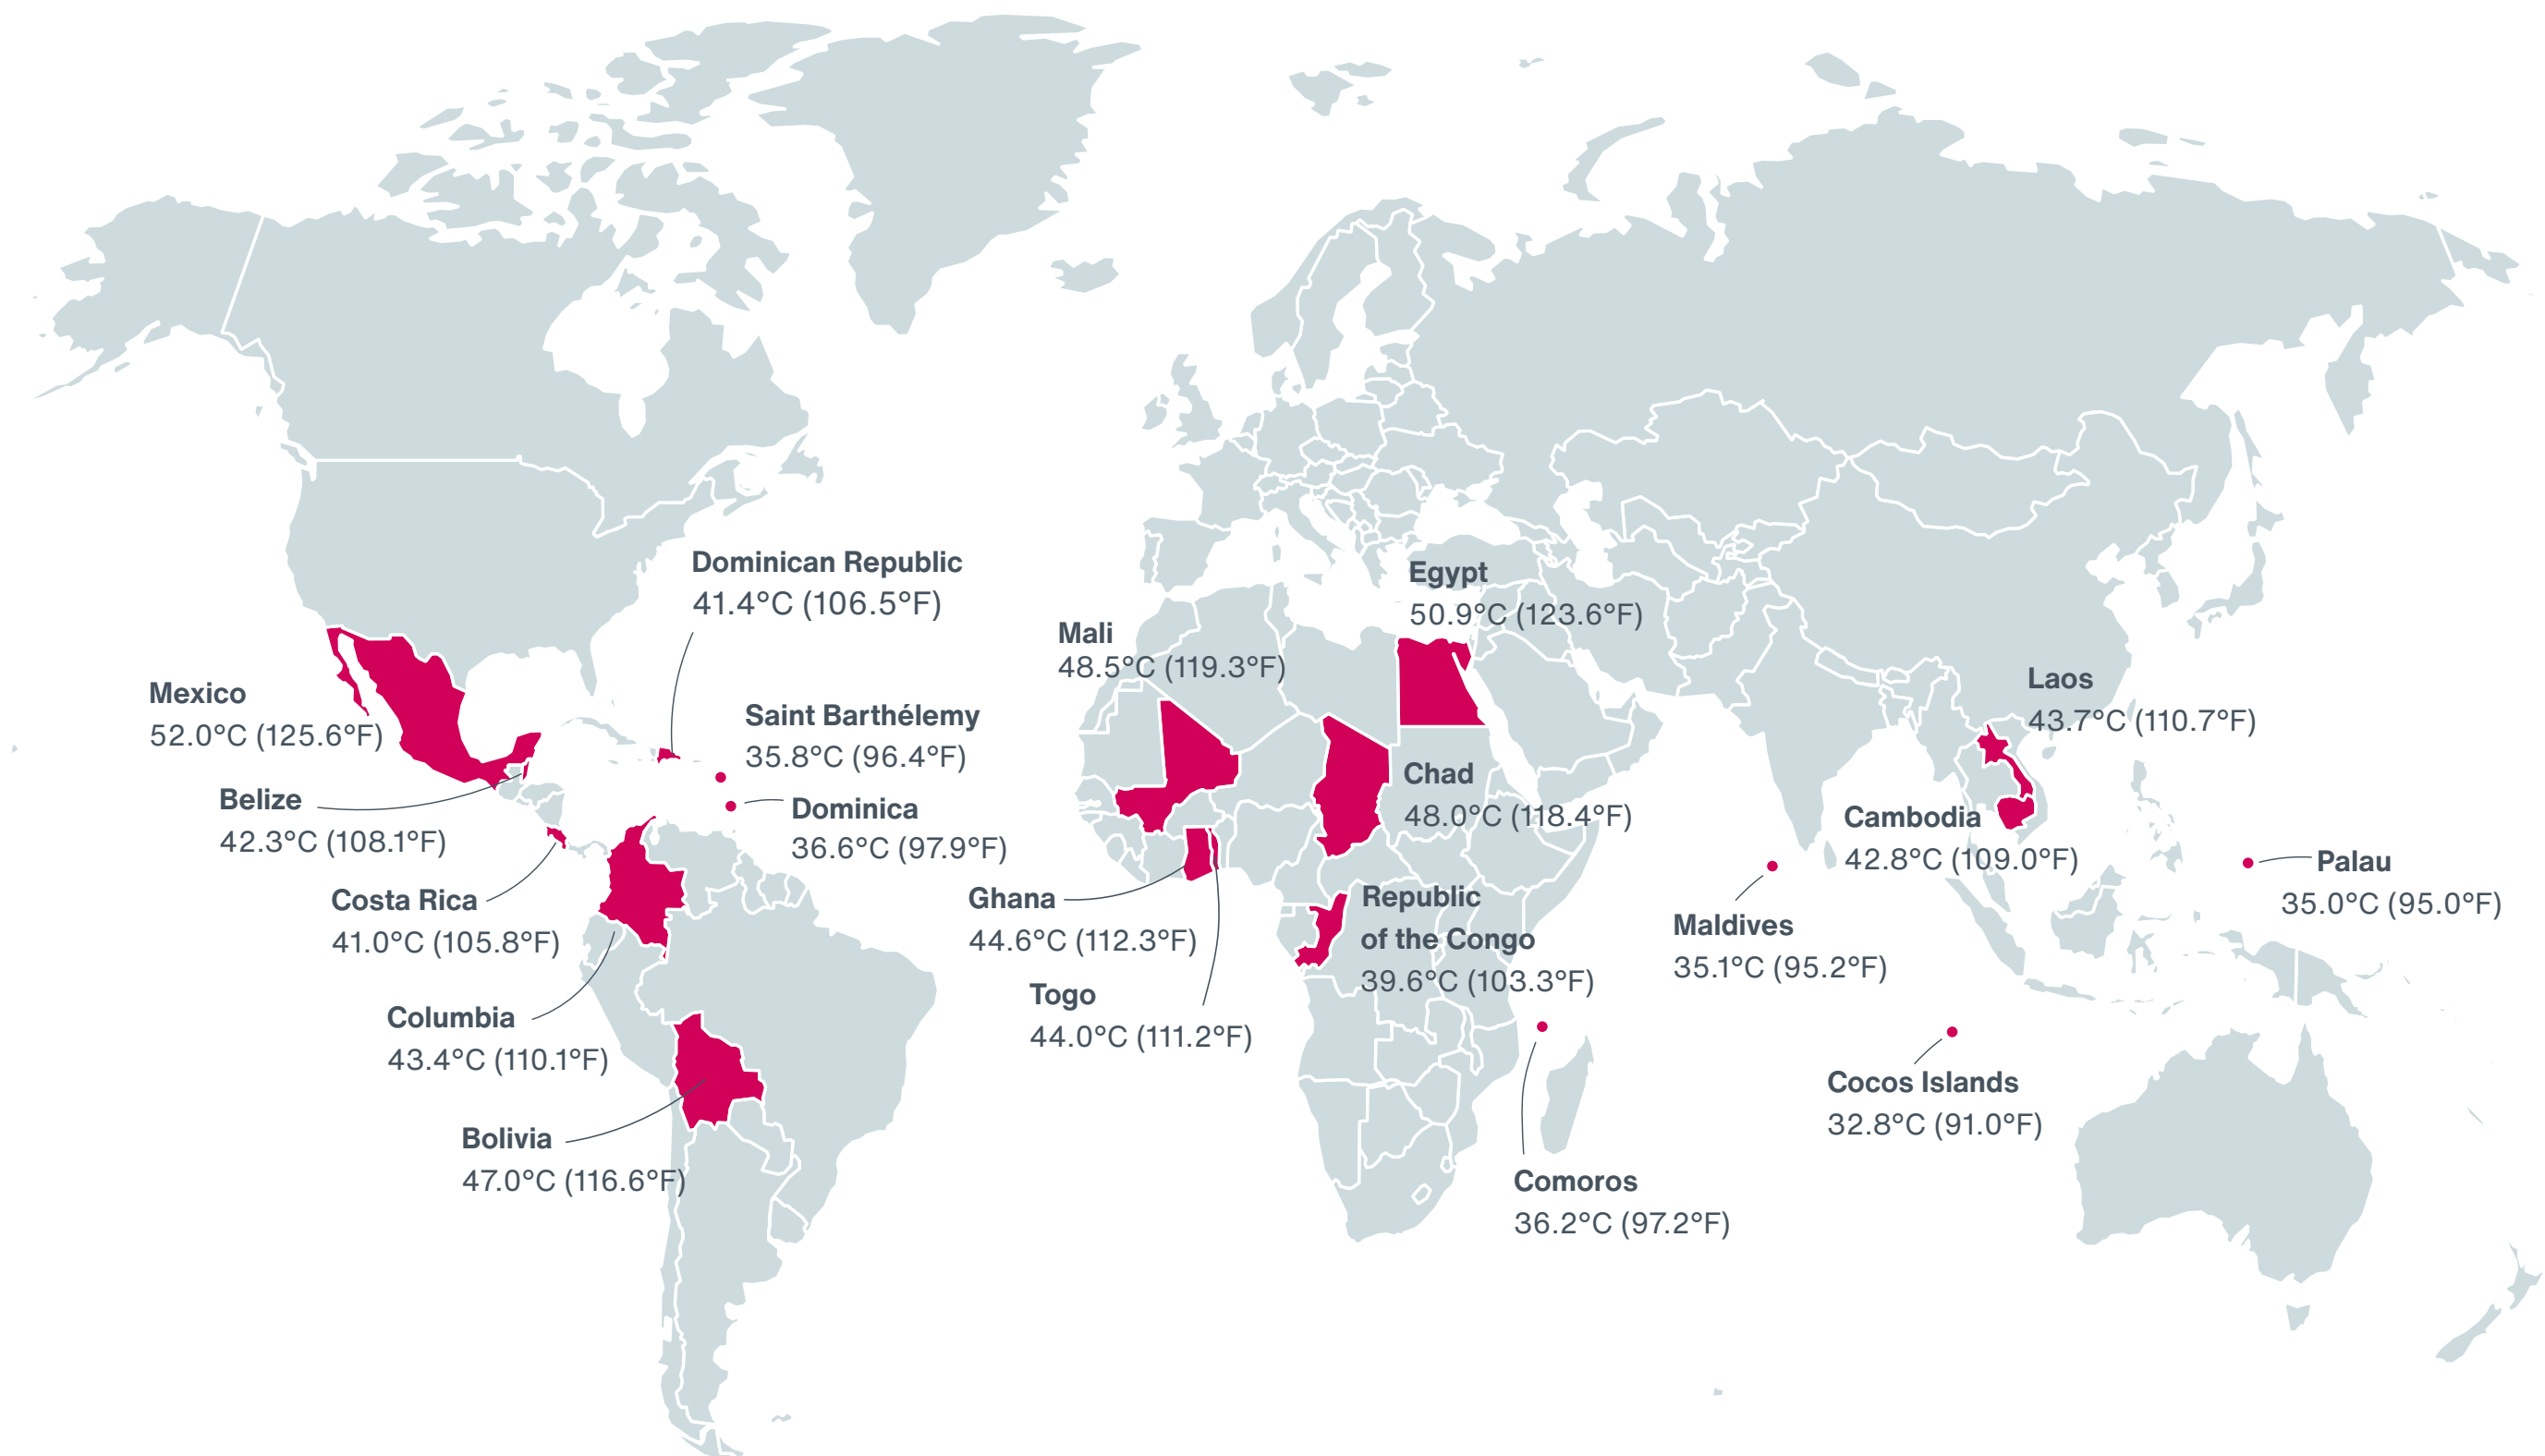 Dominican Republic
41.4°C (106.5°F)
Egypt
50.9°C (123.6°F)
Mali
48.5°C (119.3°F)
Mexico
52.0°C (125.6°F)
Saint Barthélemy
35.8°C (96.4°F)
Laos
43.7°C (110.7°F)
Belize
42.3°C (108.1°F)
Dominica
36.6°C (97.9°F)
Chad
48.0°C (118.4°F)
Cambodia
42.8°C (109.0°F)
Palau
35.0°C (95.0°F)
Costa Rica
41.0°C (105.8°F)
Ghana
44.6°C (112.3°F)
Republic
of the Congo
39.6°C (103.3°F)
Maldives
35.1°C (95.2°F)
Columbia
43.4°C (110.1°F)
Togo
44.0°C (111.2°F)
Cocos Islands
32.8°C (91.0°F)
Bolivia
47.0°C (116.6°F)
Comoros
36.2°C (97.2°F)